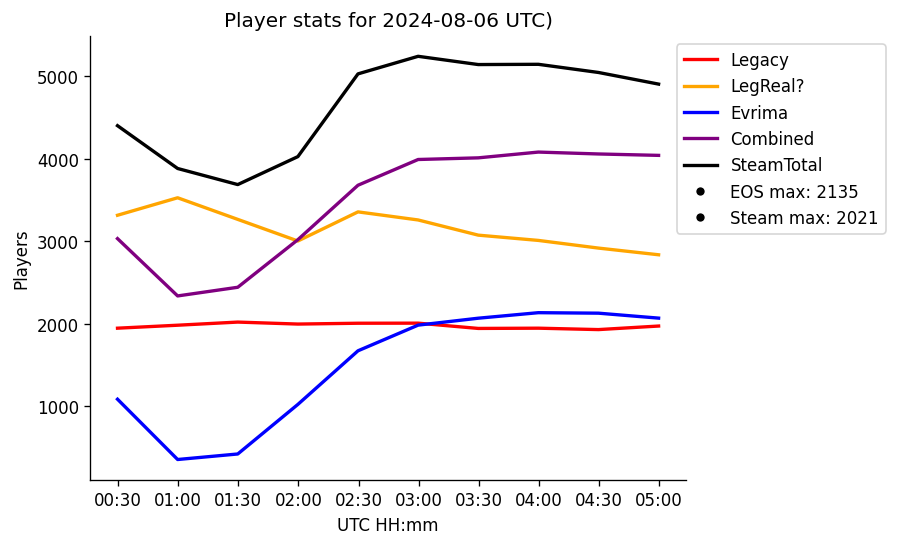 Player stats for 2024-08-06 UTC)
Players
5000
4000
3000
2000
1000
00:30 01:00 01:30 02:00 02:30 03:00 03:30 04:00 04:30 05:00
UTC HH:mm
Legacy
LegReal?
Evrima
Combined
SteamTotal
EOS max: 2135
Steam max: 2021